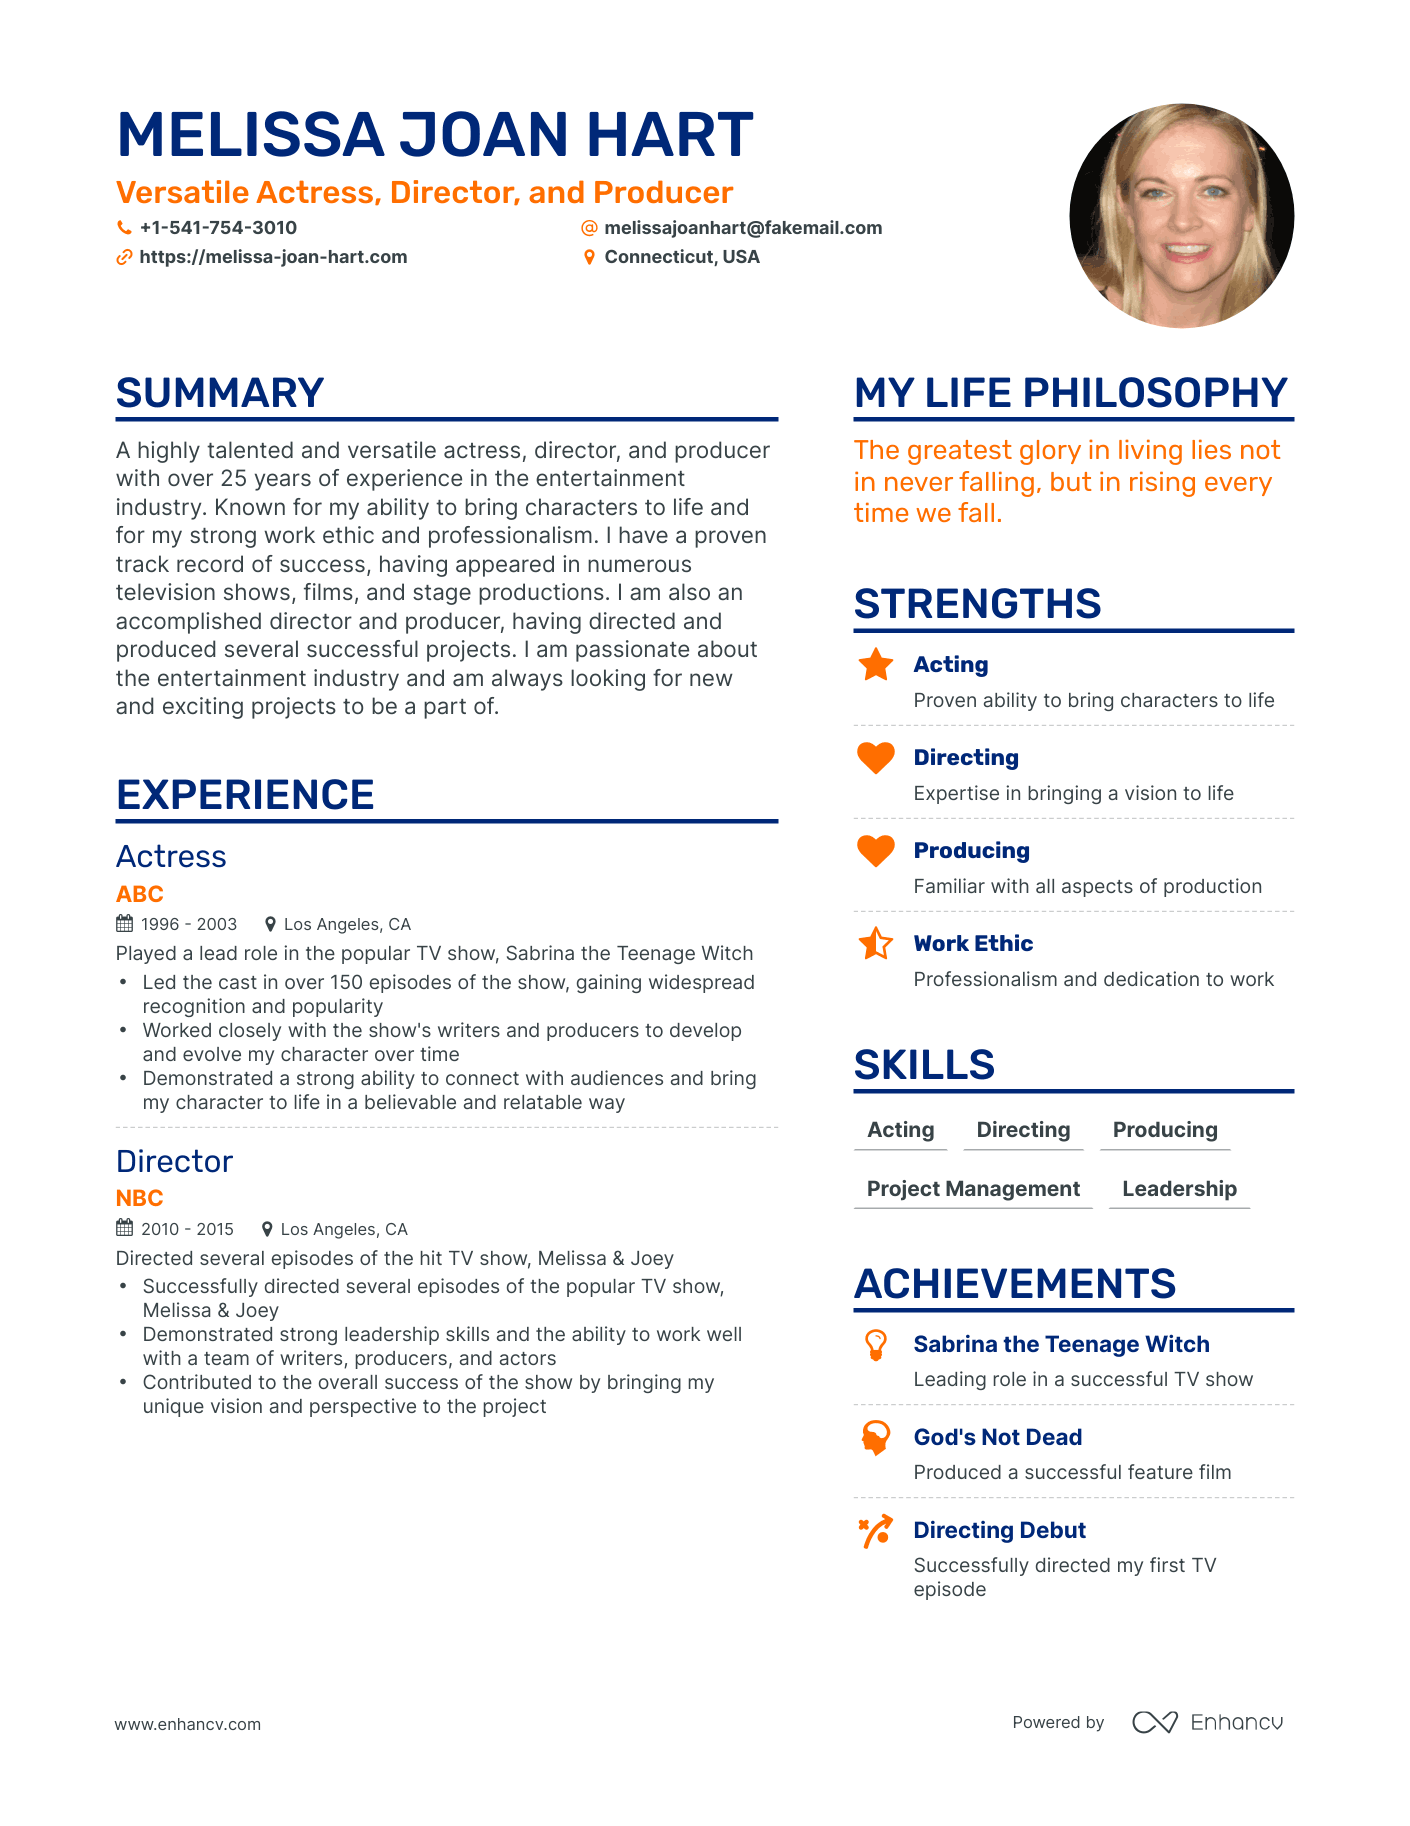 MELISSA JOAN HART
Versatile Actress, Director, and Producer
+1-541-754-3010
melissajoanhart@fakemail.com
https://melissa-joan-hart.com
Connecticut, USA
SUMMARY
A highly talented and versatile actress, director, and producer
with over 25 years of experience in the entertainment
industry. Known for my ability to bring characters to life and
for my strong work ethic and professionalism. I have a proven
track record of success, having appeared in numerous
television shows, films, and stage productions. I am also an
accomplished director and producer, having directed and
produced several successful projects. I am passionate about
the entertainment industry and am always looking for new
and exciting projects to be a part of.
EXPERIENCE
Actress
ABC
1996 - 2003 Los Angeles, CA
Played a lead role in the popular TV show, Sabrina the Teenage Witch
• Led the cast in over 150 episodes of the show, gaining widespread
recognition and popularity
• Worked closely with the show's writers and producers to develop
and evolve my character over time
• Demonstrated a strong ability to connect with audiences and bring
my character to life in a believable and relatable way
Director
NBC
2010 - 2015 Los Angeles, CA
Directed several episodes of the hit TV show, Melissa & Joey
• Successfully directed several episodes of the popular TV show,
Melissa & Joey
• Demonstrated strong leadership skills and the ability to work well
with a team of writers, producers, and actors
• Contributed to the overall success of the show by bringing my
unique vision and perspective to the project
MY LIFE PHILOSOPHY
The greatest glory in living lies not
in never falling, but in rising every
time we fall.
STRENGTHS
Acting
Proven ability to bring characters to life
Directing
Expertise in bringing a vision to life
Producing
Familiar with all aspects of production
Work Ethic
Professionalism and dedication to work
SKILLS
Acting Directing Producing
Project Management Leadership
ACHIEVEMENTS
Sabrina the Teenage Witch
Leading role in a successful TV show
God's Not Dead
Produced a successful feature film
Directing Debut
Successfully directed my first TV
episode
www.enhancv.com
Powered by Enhancv